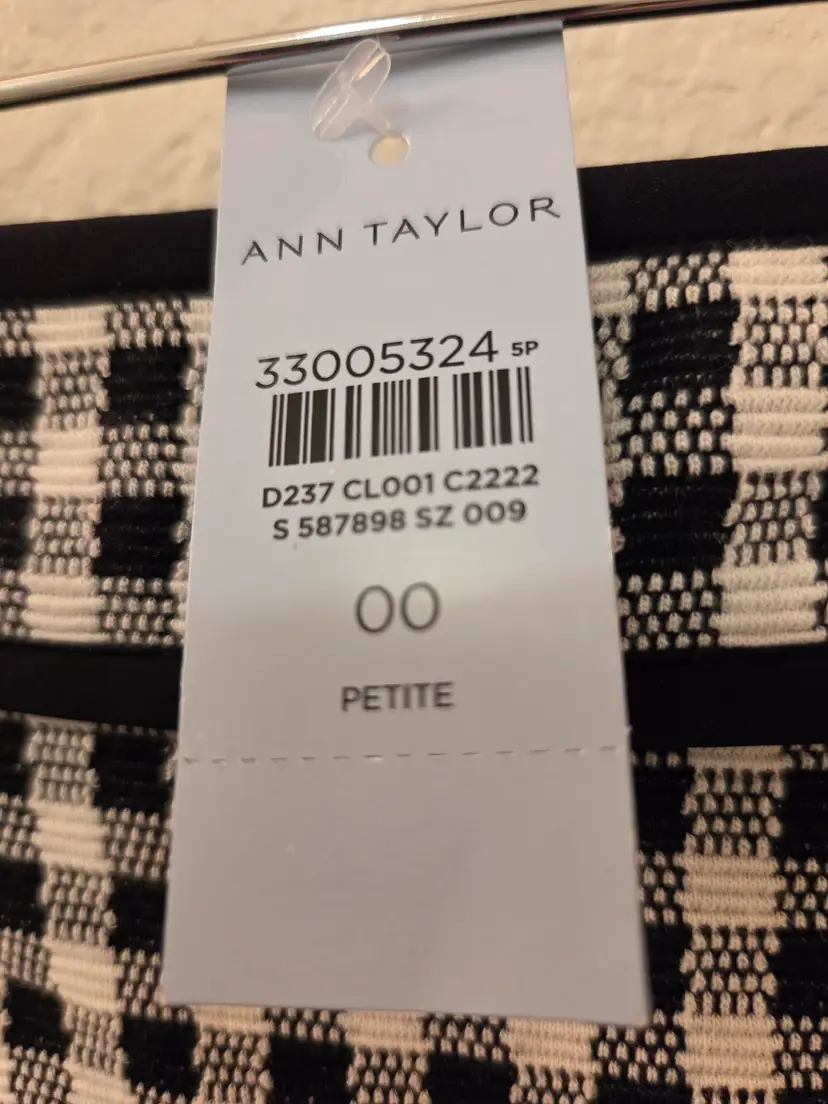 ANN TAYLOR
33005324 5P
D237 CL001 C2222
S 587898 SZ 009
00
PETITE